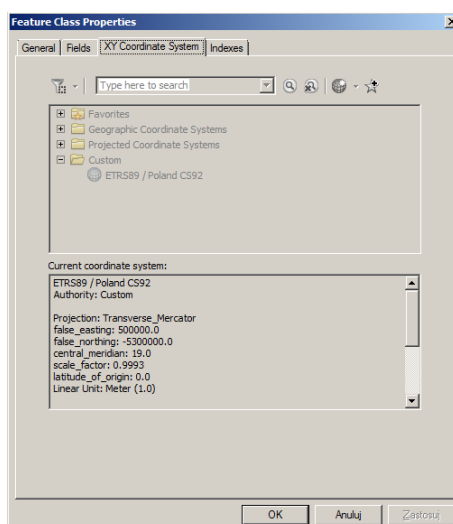 Feature Class Properties
General Fields XY Coordinate System Indexes
Type here to search
Favorites
Geographic Coordinate Systems
Projected Coordinate Systems
Custom
ETRS89 / Poland CS92
Current coordinate system:
ETRS89 / Poland CS92
Authority: Custom
Projection: Transverse_Mercator
false_easting: 500000.0
false_northing: -5300000.0
central_meridian: 19.0
scale_factor: 0.9993
latitude_of_origin: 0.0
Linear Unit: Meter (1.0)
OK Anuluj Zastosuj